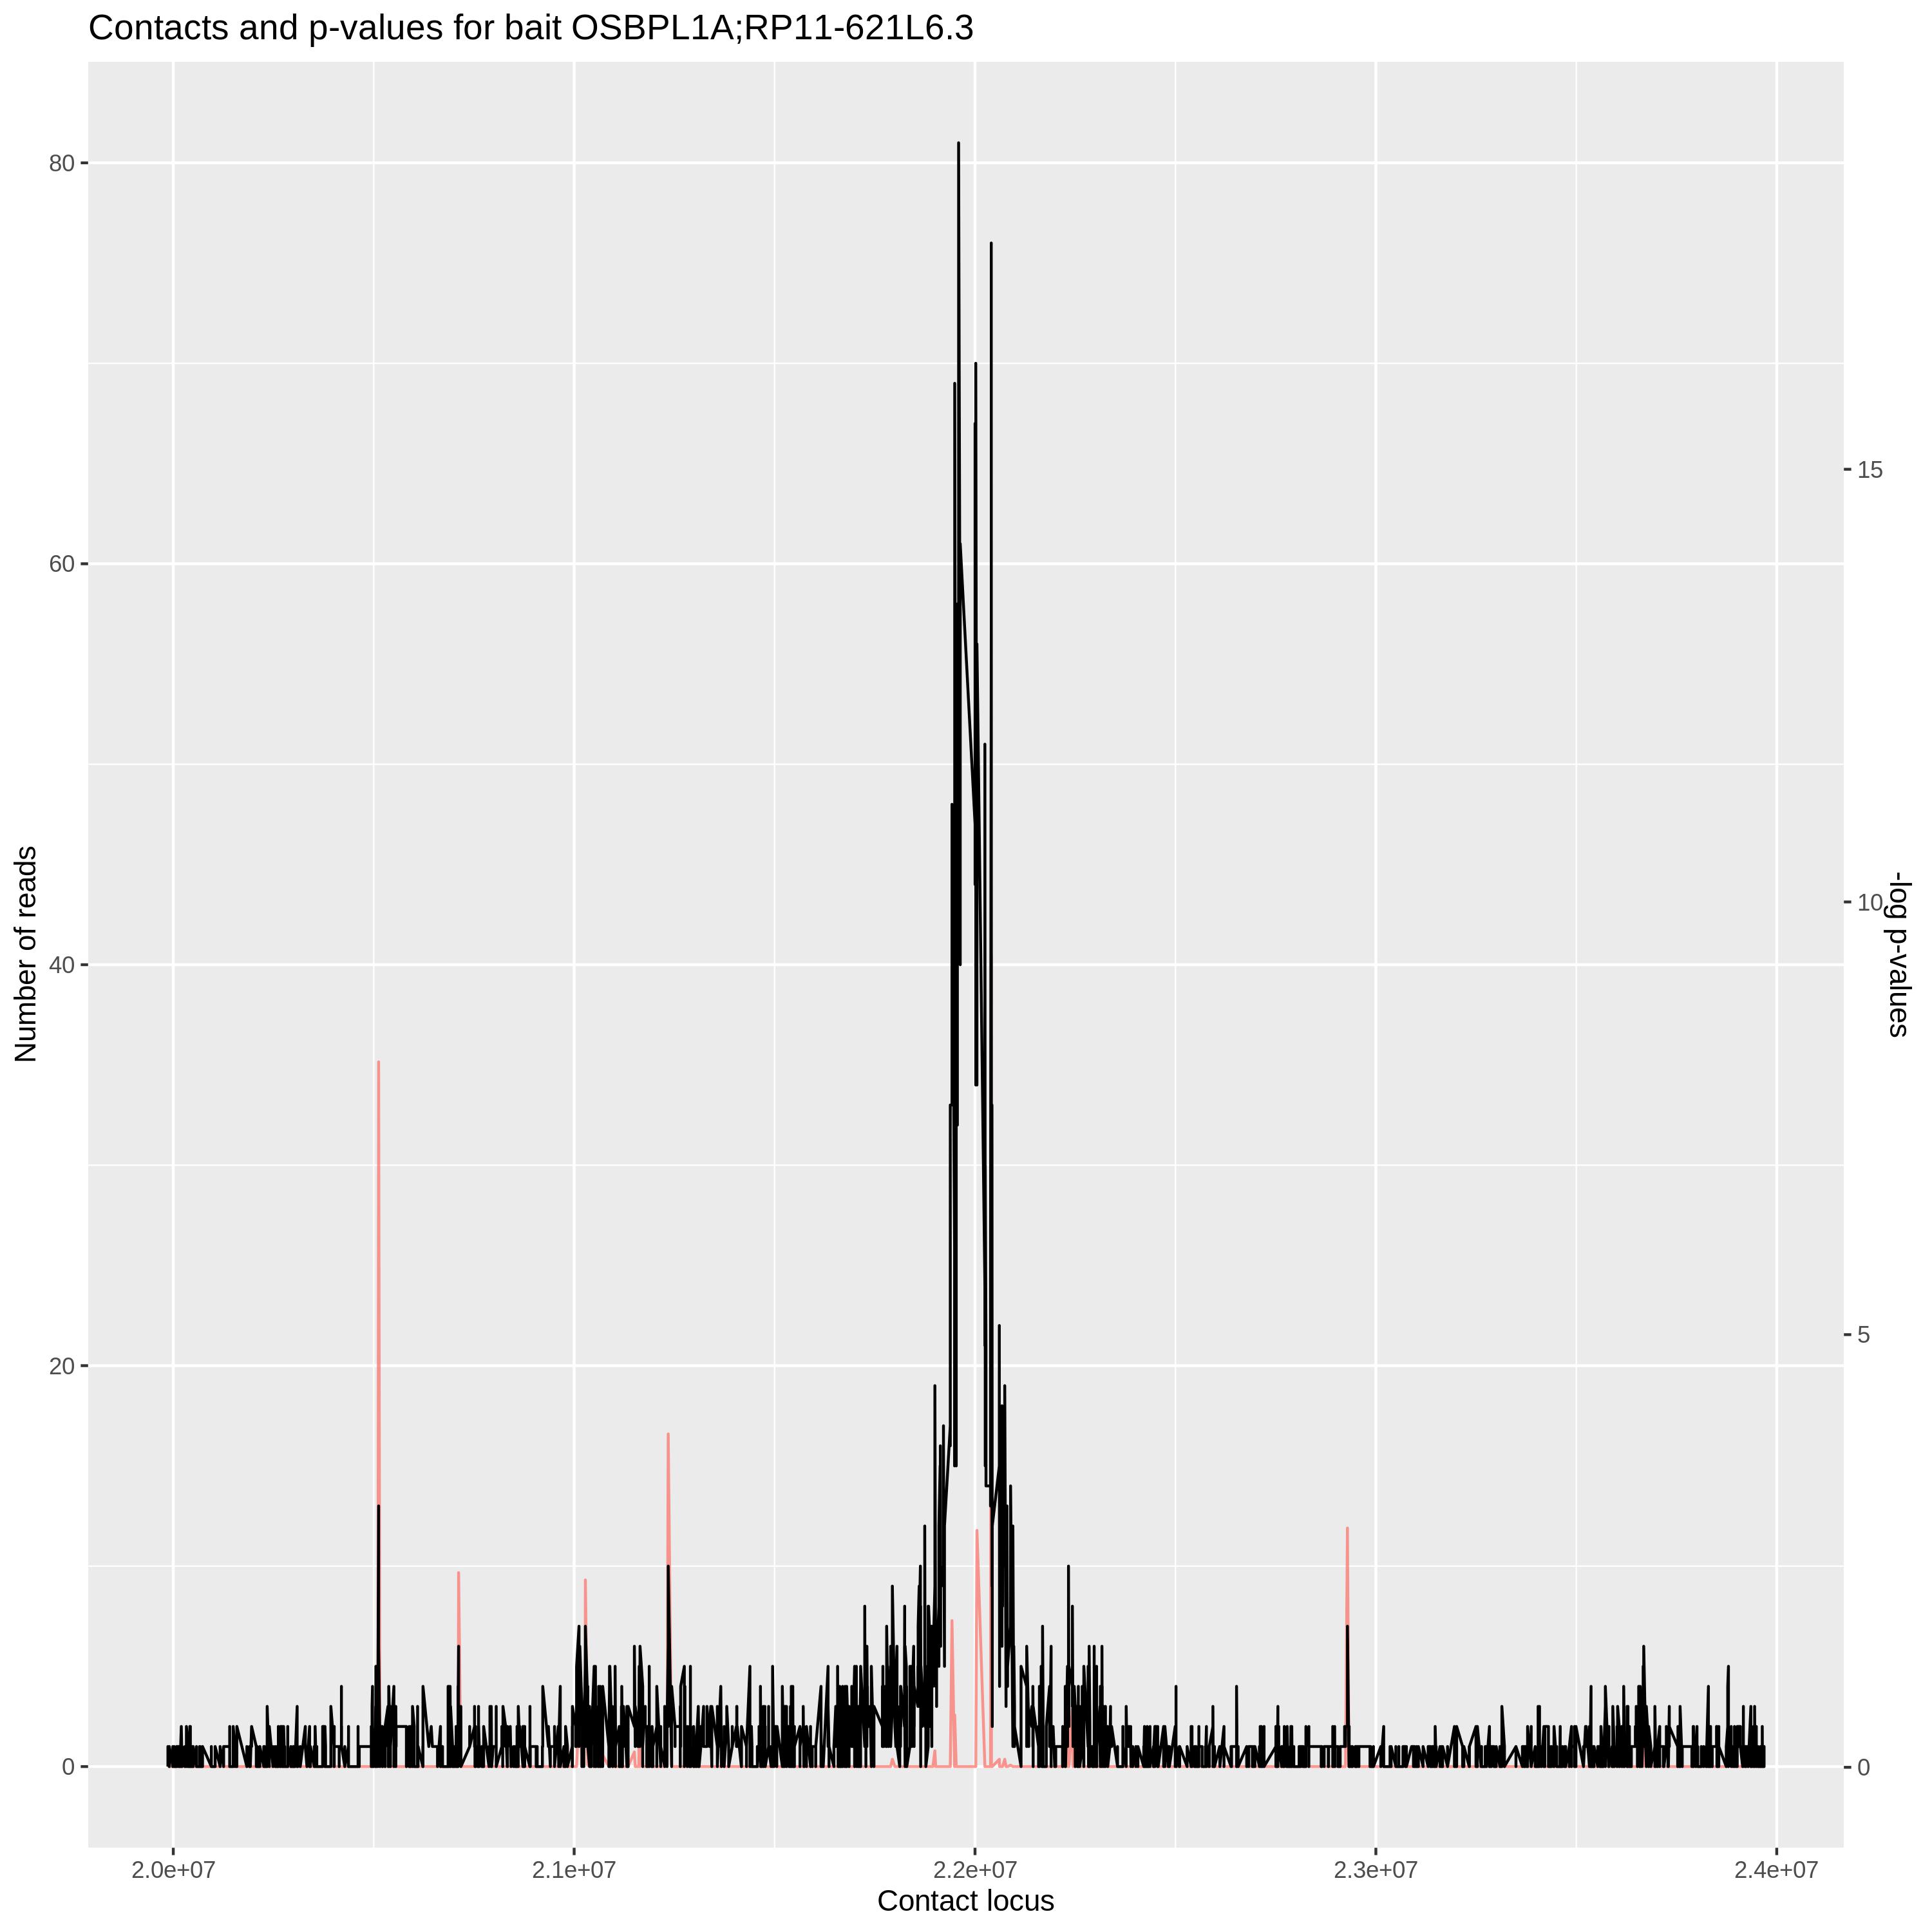 Contacts and p-values for bait OSBPL1A;RP11-621L6.3
80
60
40
20
0
Number of reads
15
10
5
0
-log p-values
2.0e+07 2.1e+07 2.2e+07 2.3e+07 2.4e+07
Contact locus